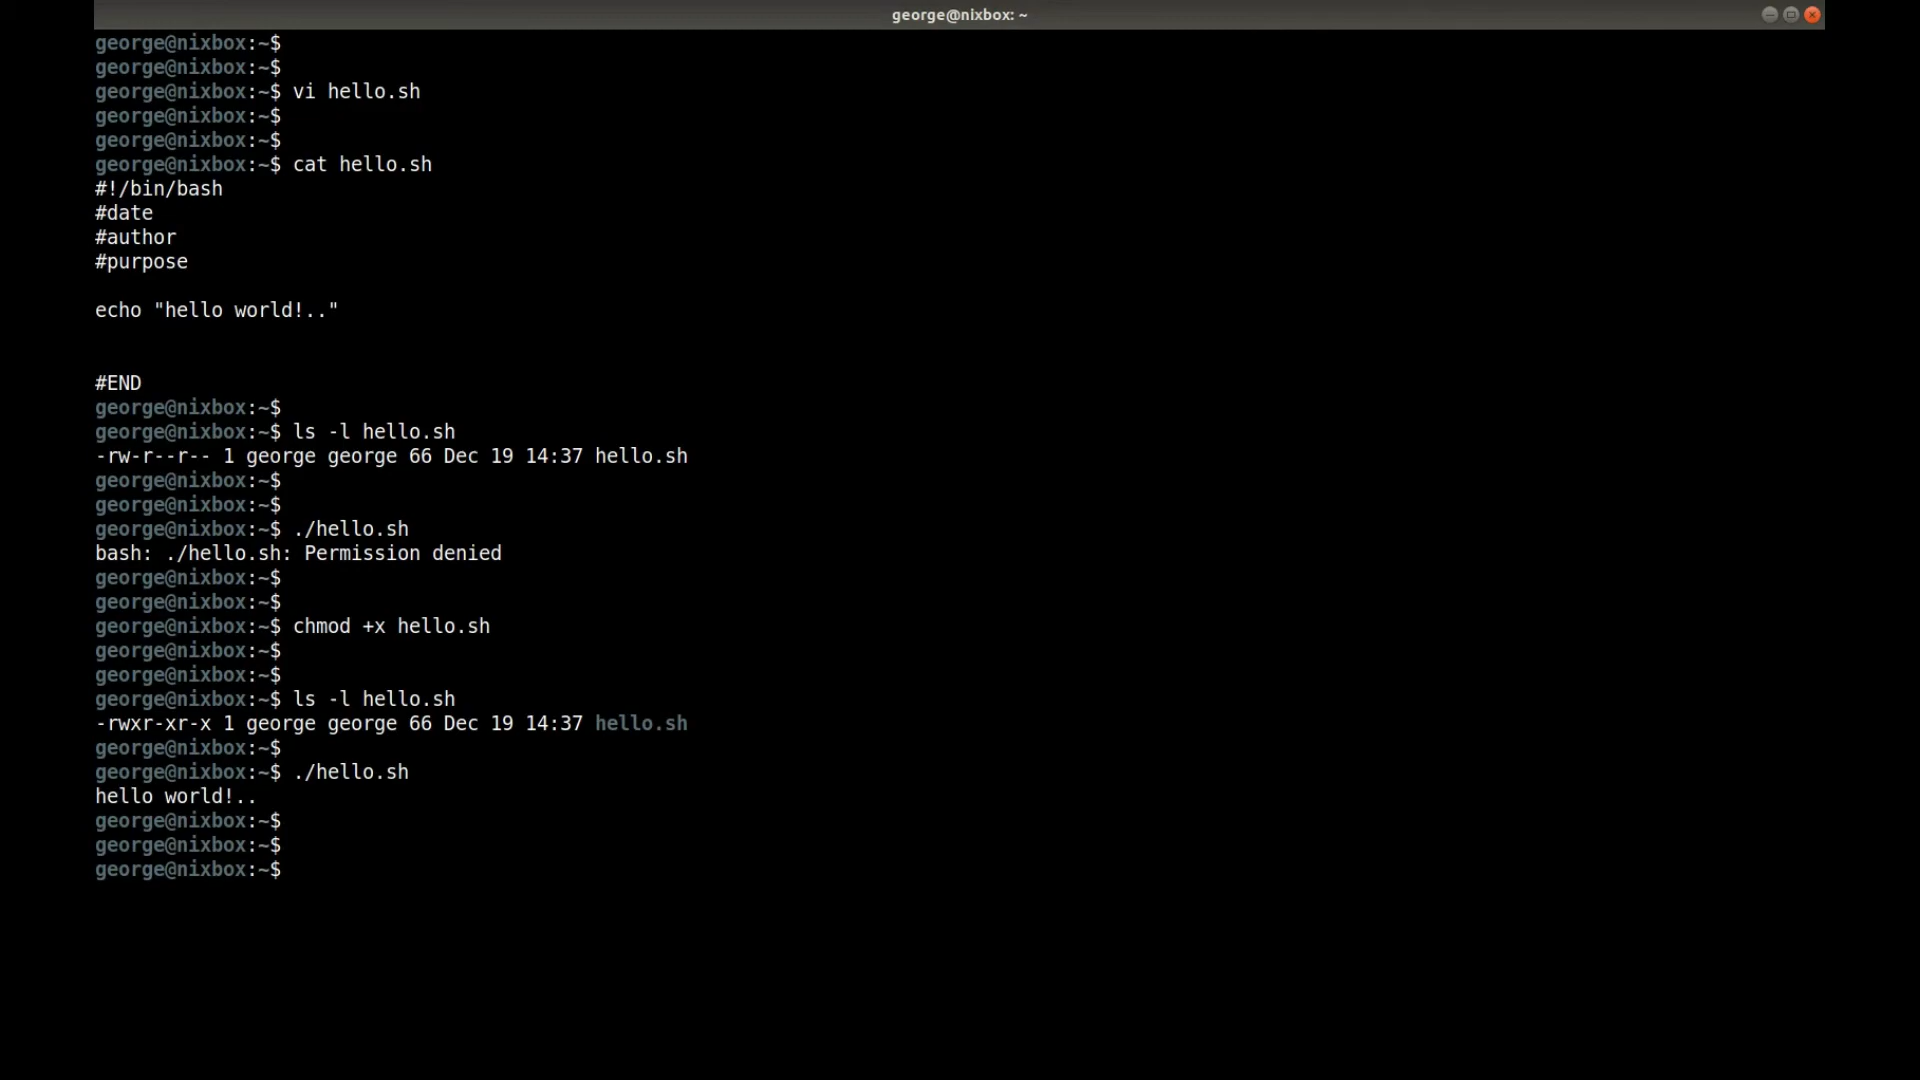 george@nixbox: ~
george@nixbox:~$
george@nixbox:~$
george@nixbox:~$ vi hello.sh
george@nixbox:~$
george@nixbox:~$
george@nixbox:~$ cat hello.sh
#!/bin/bash
#date
#author
#purpose
echo "hello world!.."
#END
george@nixbox:~$
george@nixbox:~$ ls -l hello.sh
-rw-r--r-- 1 george george 66 Dec 19 14:37 hello.sh
george@nixbox:~$
george@nixbox:~$
george@nixbox:~$ ./hello.sh
bash: ./hello.sh: Permission denied
george@nixbox:~$
george@nixbox:~$
george@nixbox:~$ chmod +x hello.sh
george@nixbox:~$
george@nixbox:~$
george@nixbox:~$ ls -l hello.sh
-rwxr-xr-x 1 george george 66 Dec 19 14:37 hello.sh
george@nixbox:~$
george@nixbox:~$ ./hello.sh
hello world!..
george@nixbox:~$
george@nixbox:~$
george@nixbox:~$